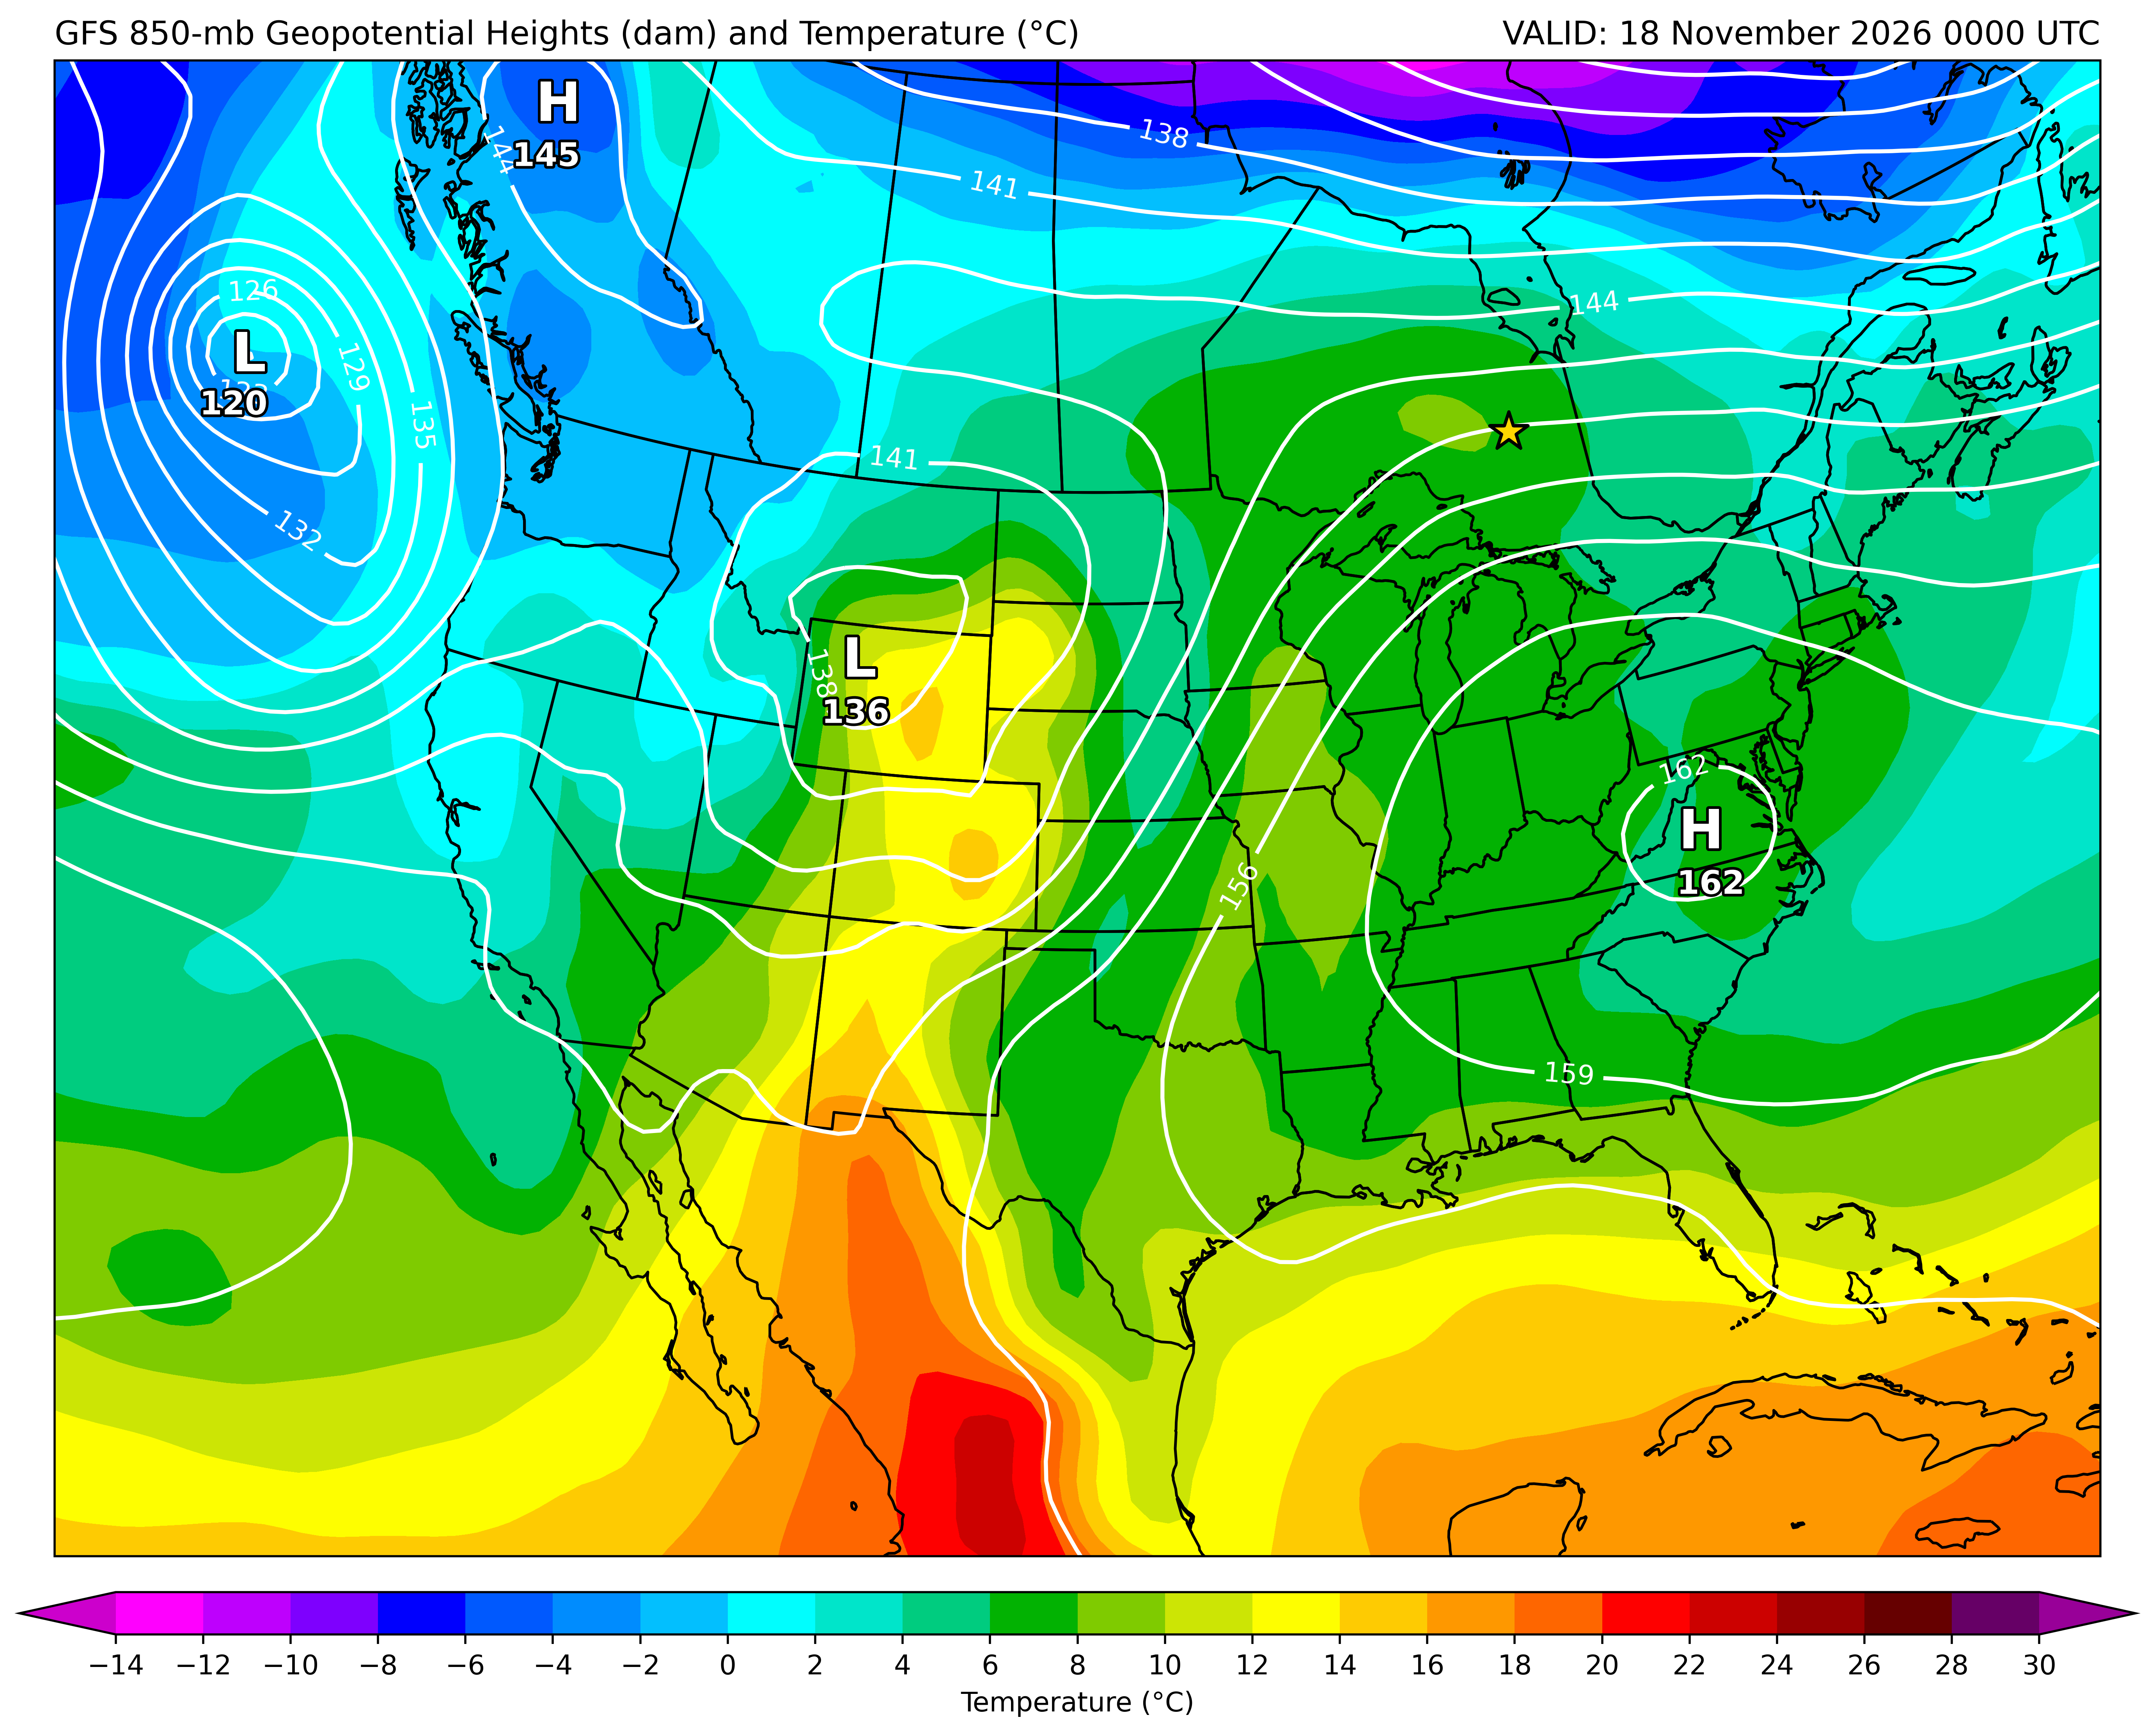 GFS 850-mb Geopotential Heights (dam) and Temperature (°C)
VALID: 18 November 2026 0000 UTC
H
145
144
138
141
126
144
L
120
123
129
135
141
132
L
138
136
162
H
162
156
159
−14 −12 −10 −8 −6 −4 −2 0 2 4 6 8 10 12 14 16 18 20 22 24 26 28 30
Temperature (°C)